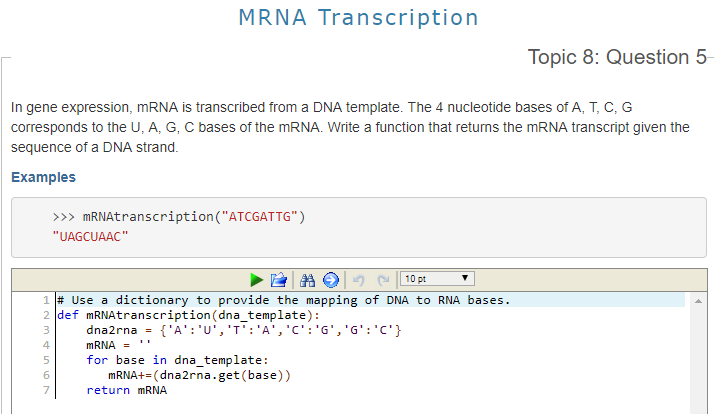 MRNA Transcription
Topic 8: Question 5
In gene expression, mRNA is transcribed from a DNA template. The 4 nucleotide bases of A, T, C, G
corresponds to the U, A, G, C bases of the mRNA. Write a function that returns the mRNA transcript given the
sequence of a DNA strand.
Examples
>>> mRNAtranscription("ATCGATTG")
"UAGCUAAC"
10 pt
1 # Use a dictionary to provide the mapping of DNA to RNA bases.
2 def mRNAtranscription(dna_template):
3     dna2rna = {'A':'U','T':'A','C':'G','G':'C'}
4     mRNA = ''
5     for base in dna_template:
6        mRNA+=(dna2rna.get(base))
7     return mRNA